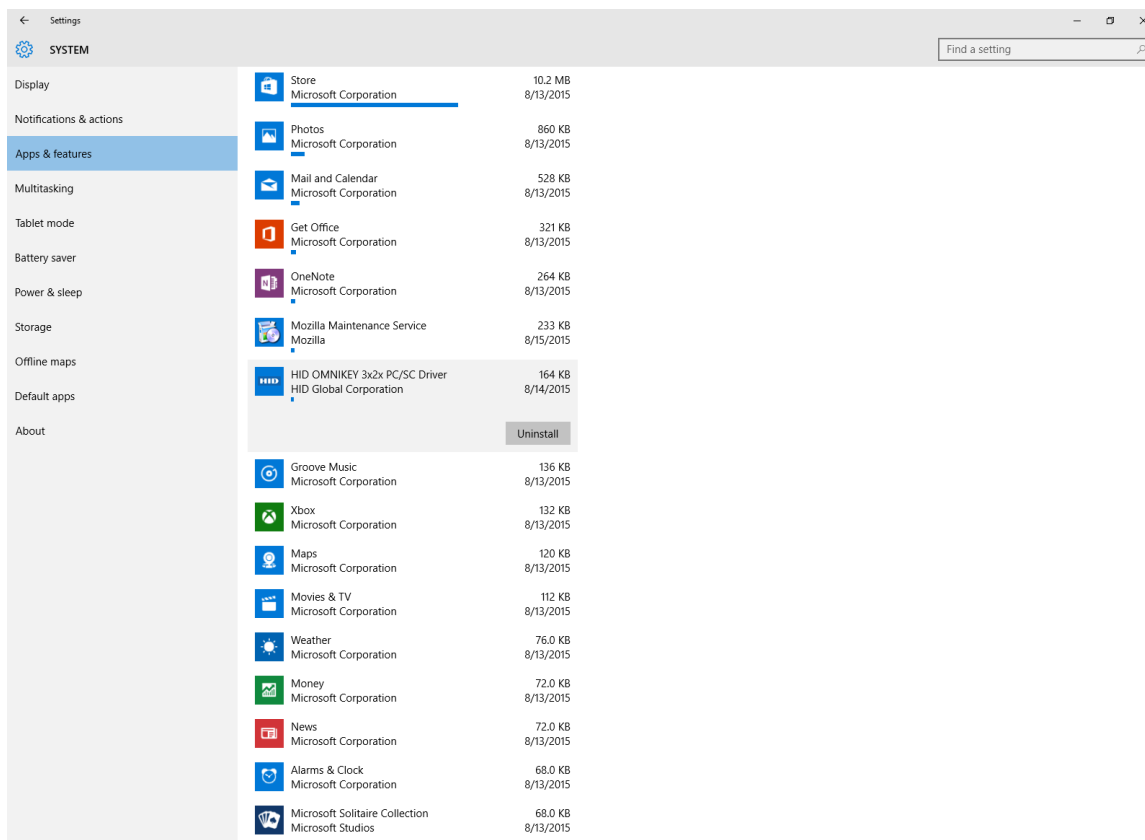 Settings
SYSTEM
Find a setting
Display
Notifications & actions
Apps & features
Multitasking
Tablet mode
Battery saver
Power & sleep
Storage
Offline maps
Default apps
About
Store 10.2 MB
Microsoft Corporation 8/13/2015
Photos 860 KB
Microsoft Corporation 8/13/2015
Mail and Calendar 528 KB
Microsoft Corporation 8/13/2015
Get Office 321 KB
Microsoft Corporation 8/13/2015
OneNote 264 KB
Microsoft Corporation 8/13/2015
Mozilla Maintenance Service 233 KB
Mozilla 8/15/2015
HID
HID OMNIKEY 3x2x PC/SC Driver 164 KB
HID Global Corporation 8/14/2015
Uninstall
Groove Music 136 KB
Microsoft Corporation 8/13/2015
Xbox 132 KB
Microsoft Corporation 8/13/2015
Maps 120 KB
Microsoft Corporation 8/13/2015
Movies & TV 112 KB
Microsoft Corporation 8/13/2015
Weather 76.0 KB
Microsoft Corporation 8/13/2015
Money 72.0 KB
Microsoft Corporation 8/13/2015
News 72.0 KB
Microsoft Corporation 8/13/2015
Alarms & Clock 68.0 KB
Microsoft Corporation 8/13/2015
Microsoft Solitaire Collection 68.0 KB
Microsoft Studios 8/13/2015